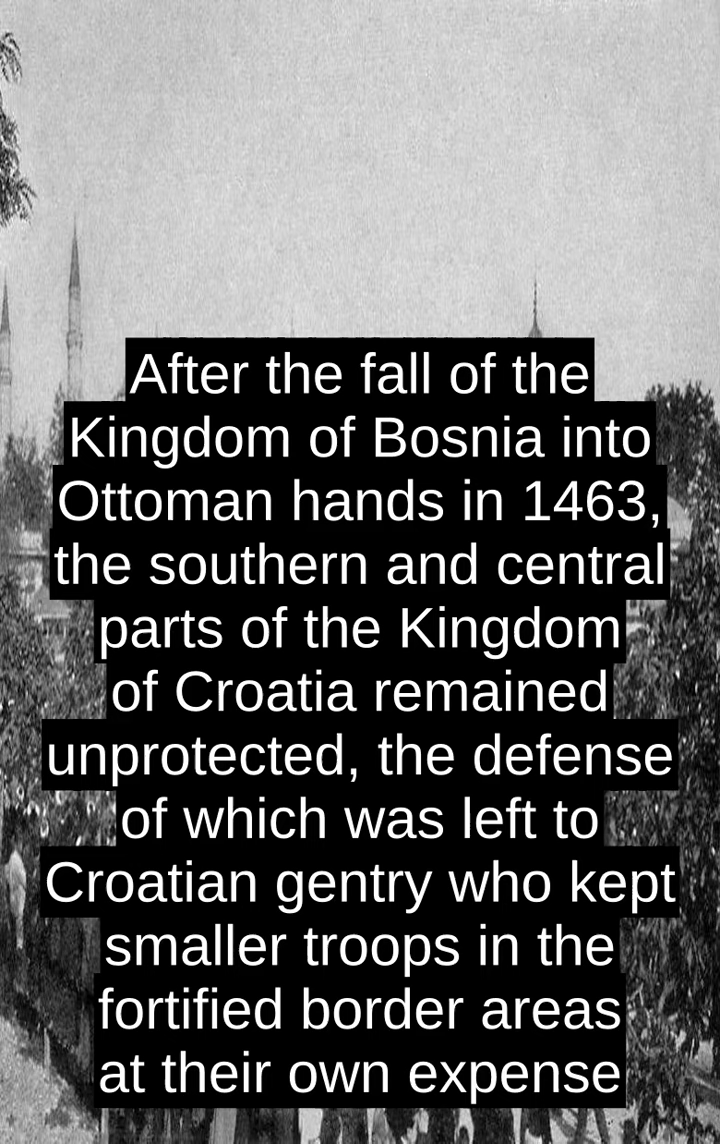 After the fall of the
Kingdom of Bosnia into
Ottoman hands in 1463,
the southern and central
parts of the Kingdom
of Croatia remained
unprotected, the defense
of which was left to
Croatian gentry who kept
smaller troops in the
fortified border areas
at their own expense